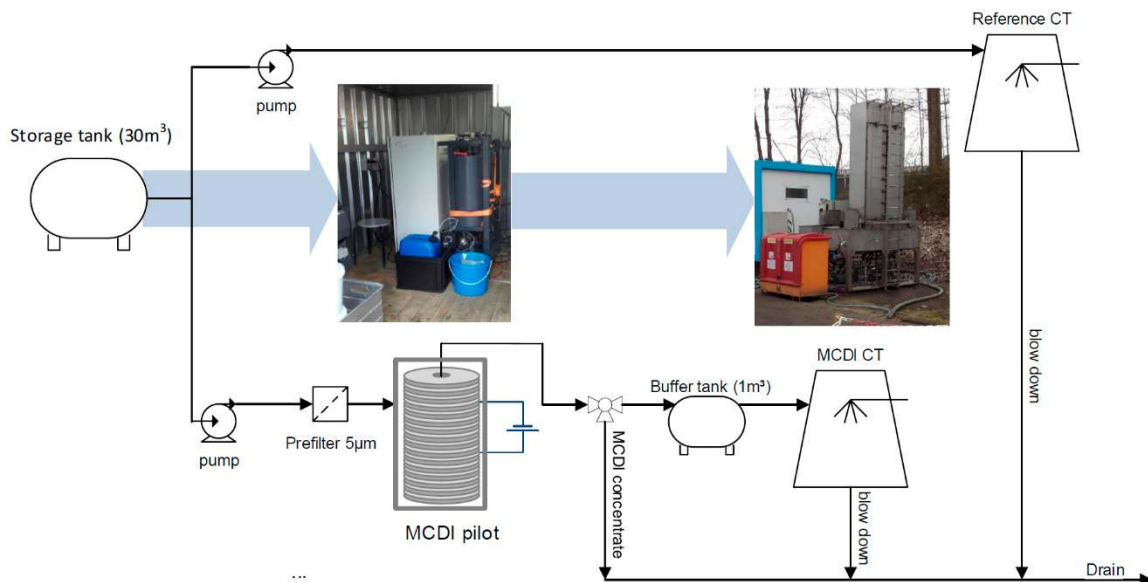 Reference CT
pump
Storage tank (30m³)
blow down
MCDI CT
Buffer tank (1m³)
Prefilter 5µm
pump
MCDI concentrate
blow down
MCDI pilot
...
Drain